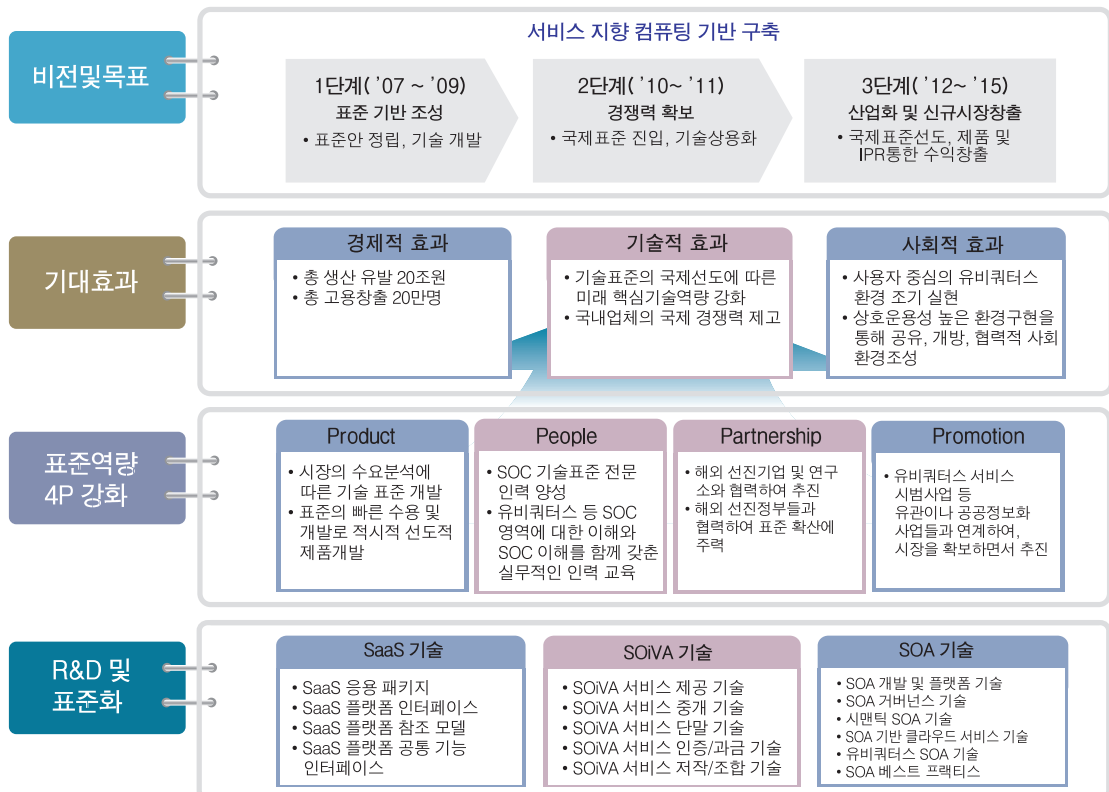 비전및목표
서비스 지향 컴퓨팅 기반 구축
1단계( ’07 ~ ’09)
표준 기반 조성
• 표준안 정립, 기술 개발
2단계( ’10~ ’11)
경쟁력 확보
• 국제표준 진입, 기술상용화
3단계( ’12~ ’15)
산업화 및 신규시장창출
• 국제표준선도, 제품 및
IPR통한 수익창출
기대효과
경제적 효과
• 총 생산 유발 20조원
• 총 고용창출 20만명
기술적 효과
• 기술표준의 국제선도에 따른
미래 핵심기술역량 강화
• 국내업체의 국제 경쟁력 제고
사회적 효과
• 사용자 중심의 유비쿼터스
환경 조기 실현
• 상호운용성 높은 환경구현을
통해 공유, 개방, 협력적 사회
환경조성
표준역량
4P 강화
Product
• 시장의 수요분석에
따른 기술 표준 개발
• 표준의 빠른 수용 및
개발로 적시적 선도적
제품개발
People
• SOC 기술표준 전문
인력 양성
• 유비쿼터스 등 SOC
영역에 대한 이해와
SOC 이해를 함께 갖춘
실무적인 인력 교육
Partnership
• 해외 선진기업 및 연구
소와 협력하여 추진
• 해외 선진정부들과
협력하여 표준 확산에
주력
Promotion
• 유비쿼터스 서비스
시범사업 등
유관이나 공공정보화
사업들과 연계하여,
시장을 확보하면서 추진
R&D 및
표준화
SaaS 기술
• SaaS 응용 패키지
• SaaS 플랫폼 인터페이스
• SaaS 플랫폼 참조 모델
• SaaS 플랫폼 공통 기능
인터페이스
SOiVA 기술
• SOiVA 서비스 제공 기술
• SOiVA 서비스 중개 기술
• SOiVA 서비스 단말 기술
• SOiVA 서비스 인증/과금 기술
• SOiVA 서비스 저작/조합 기술
SOA 기술
• SOA 개발 및 플랫폼 기술
• SOA 거버넌스 기술
• 시맨틱 SOA 기술
• SOA 기반 클라우드 서비스 기술
• 유비쿼터스 SOA 기술
• SOA 베스트 프랙티스